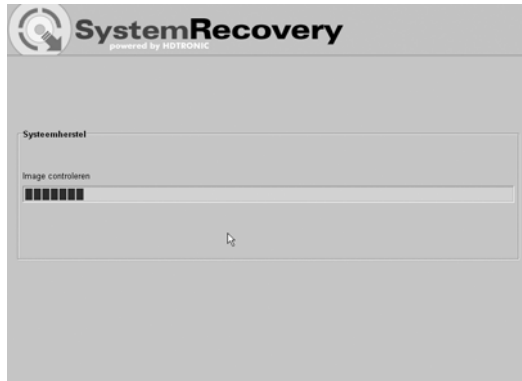 SystemRecovery
powered by HDTRONIC
Systeemherstel
Image controleren